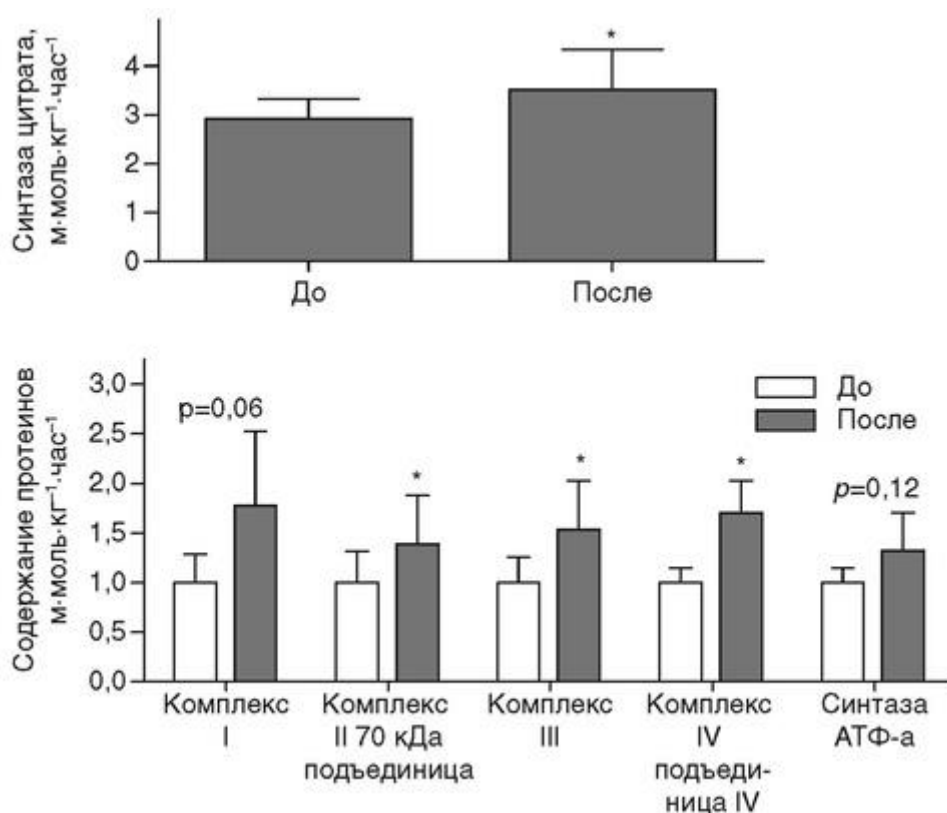 Синтаза цитрата,
м·моль·кг⁻¹·час⁻¹
4
3
2
1
0
*
До
После
Содержание протеинов
м·моль·кг⁻¹·час⁻¹
3,0
2,5
2,0
1,5
1,0
0,5
0,0
До
После
p=0,06
*
*
*
p=0,12
Комплекс
I
Комплекс
II 70 кДа
подъединица
Комплекс
III
Комплекс
IV
подъеди-
ница IV
Синтаза
АТФ-а